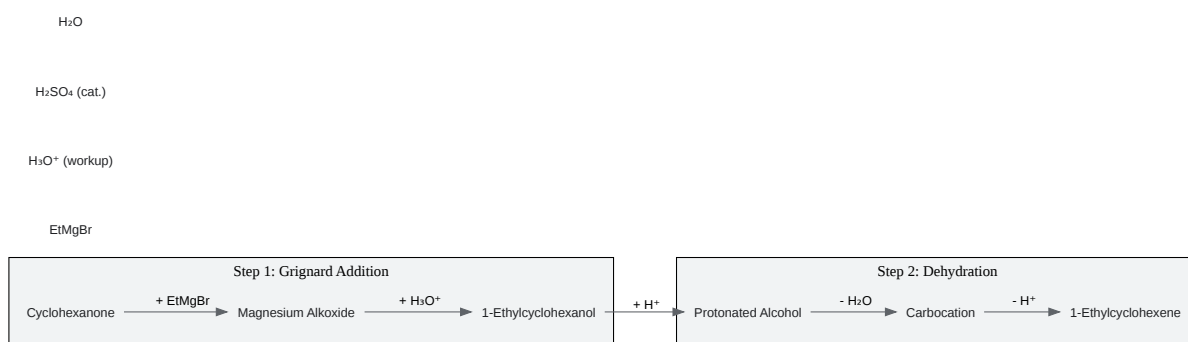 H₂O
H₂SO₄ (cat.)
H₃O⁺ (workup)
EtMgBr
Step 1: Grignard Addition
Step 2: Dehydration
Cyclohexanone
+ EtMgBr
Magnesium Alkoxide
+ H₃O⁺
1-Ethylcyclohexanol
+ H⁺
Protonated Alcohol
- H₂O
Carbocation
- H⁺
1-Ethylcyclohexene